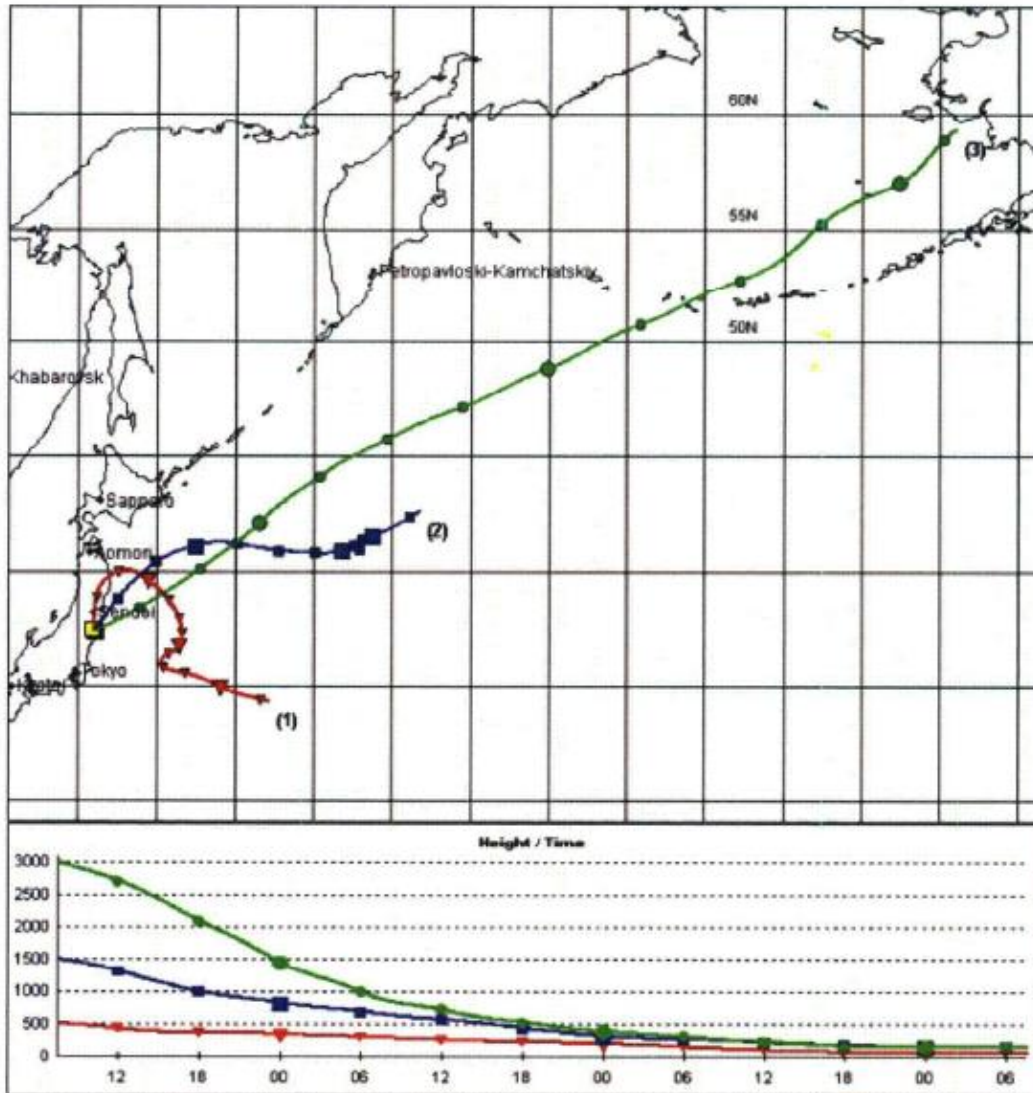 60N
(3)
55N
Petropavloski-Kamchatskiy
50N
Khabarovsk
Sapporo
(2)
Aomori
Sendai
Tokyo
(1)
Height / Time
3000
2500
2000
1500
1000
500
0
12 18 00 06 12 18 00 06 12 18 00 06